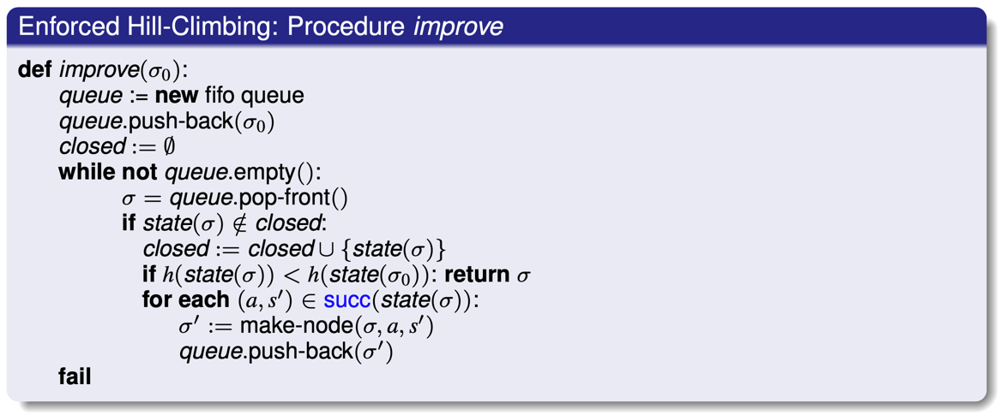 Enforced Hill-Climbing: Procedure improve
def improve(σ₀):
queue := new fifo queue
queue.push-back(σ₀)
closed := ∅
while not queue.empty():
σ = queue.pop-front()
if state(σ) ∉ closed:
closed := closed ∪ {state(σ)}
if h(state(σ)) < h(state(σ₀)): return σ
for each (a, s′) ∈ succ(state(σ)):
σ′ := make-node(σ, a, s′)
queue.push-back(σ′)
fail